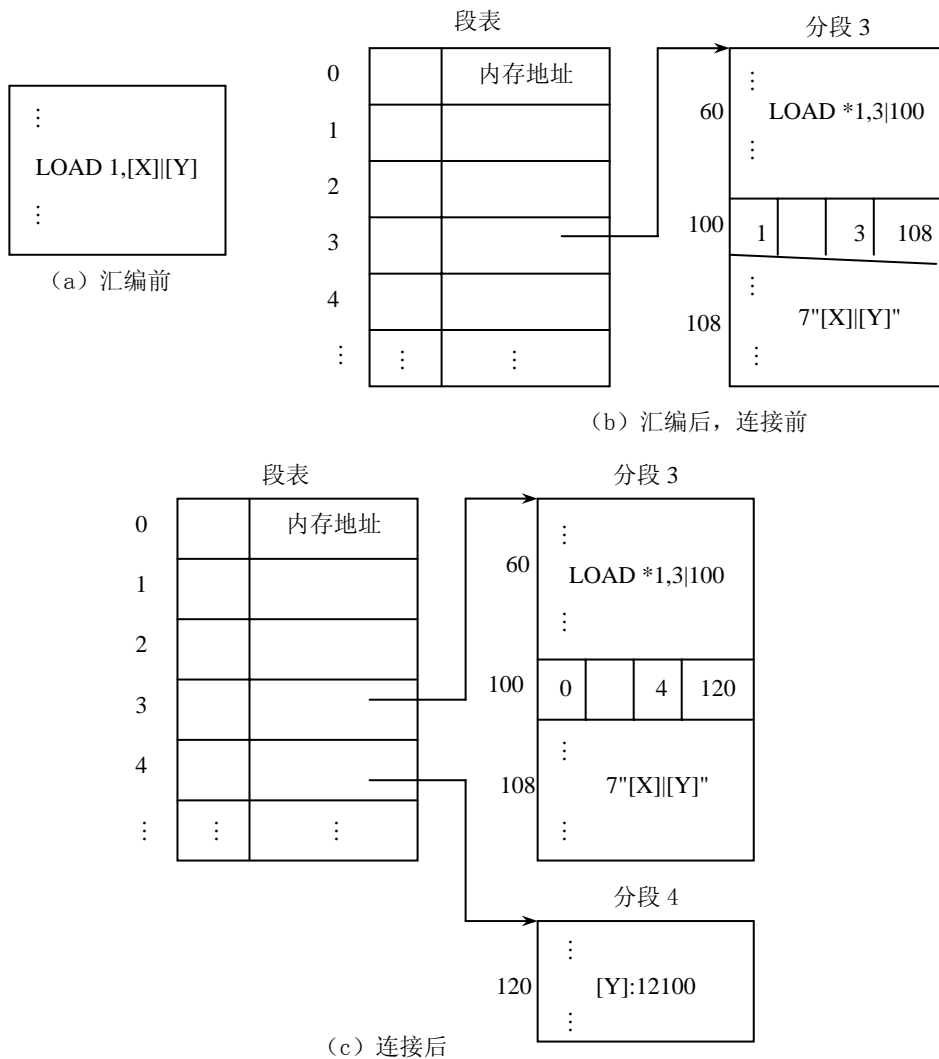 段表
分段 3
0
内存地址
⋮
60
LOAD *1,3|100
⋮
1
2
3
4
⋮
⋮
⋮
100
1
3
108
⋮
108
7"[X]|[Y]"
⋮
⋮
LOAD 1,[X]|[Y]
⋮
(a)汇编前
(b)汇编后，连接前
段表
分段 3
0
内存地址
1
2
3
4
⋮
⋮
⋮
⋮
60
LOAD *1,3|100
⋮
100
0
4
120
⋮
108
7"[X]|[Y]"
⋮
分段 4
⋮
120
[Y]:12100
⋮
(c)连接后